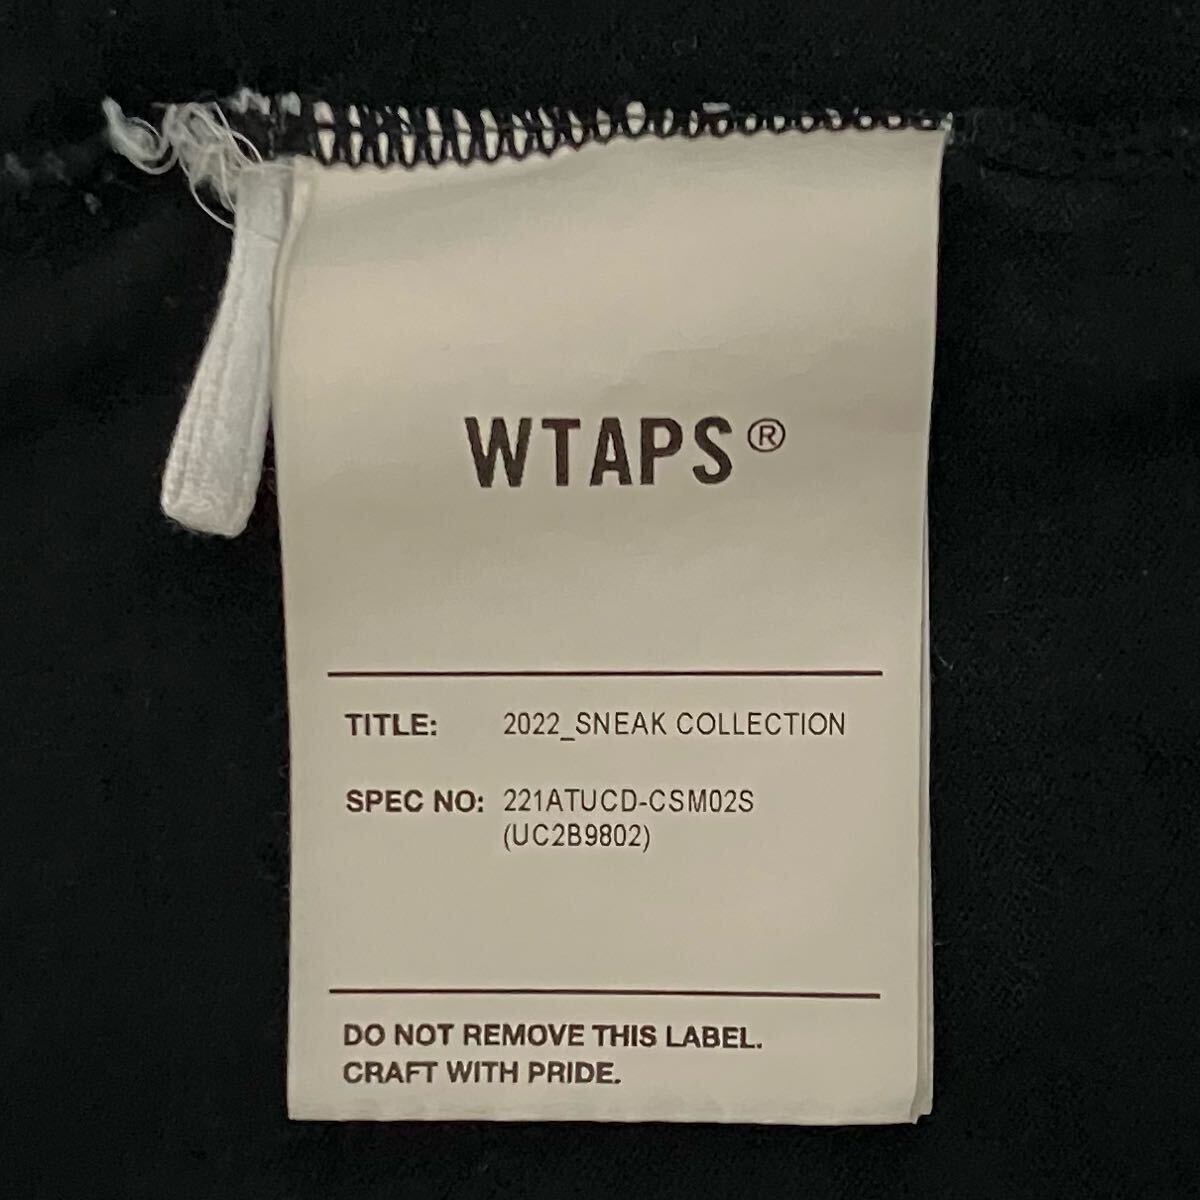 WTAPS®
TITLE: 2022_SNEAK COLLECTION
SPEC NO: 221ATUCD-CSM02S
(UC2B9802)
DO NOT REMOVE THIS LABEL.
CRAFT WITH PRIDE.